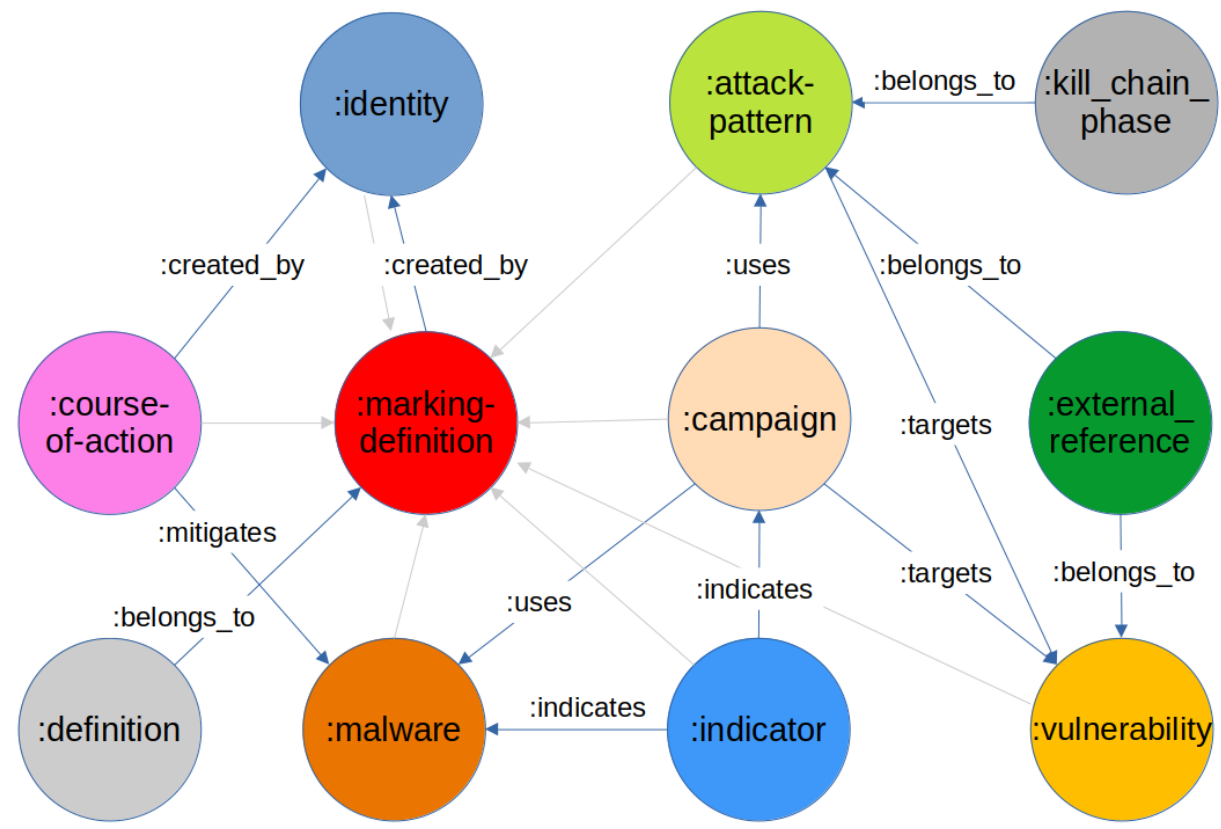 :identity
:attack-
pattern
:belongs_to
:kill_chain_
phase
:created_by
:created_by
:uses
:belongs_to
:course-
of-action
:marking-
definition
:campaign
:targets
:external_
reference
:mitigates
:belongs_to
:uses
:indicates
:targets
:belongs_to
:definition
:malware
:indicates
:indicator
:vulnerability